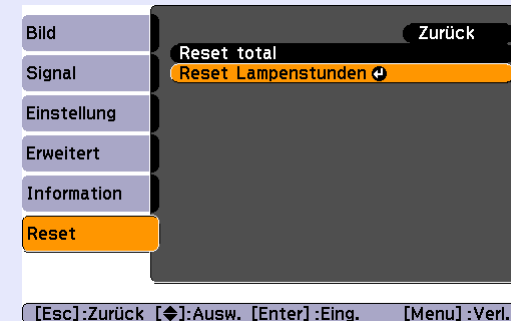 Bild
Signal
Einstellung
Erweitert
Information
Reset
Zurück
Reset total
Reset Lampenstunden
[Esc]:Zurück [ ]:Ausw. [Enter]:Eing. [Menu]:Verl.